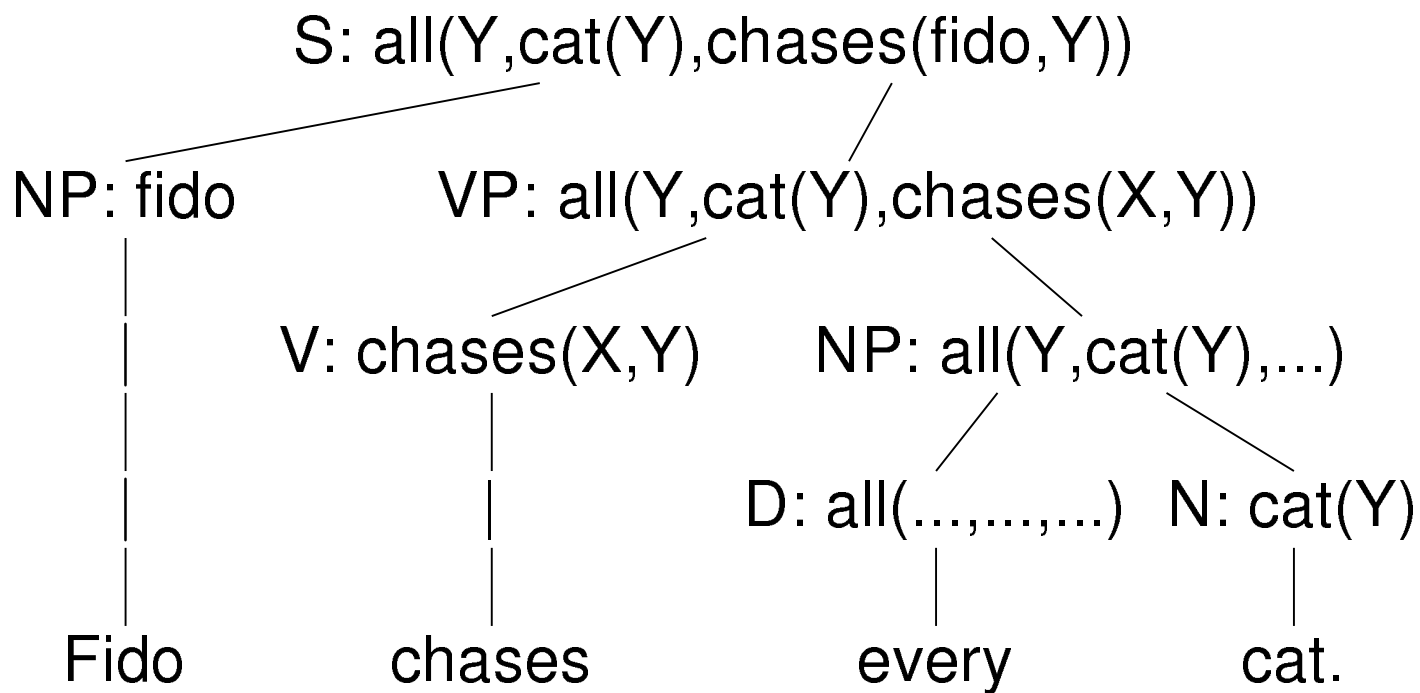 S: all(Y,cat(Y),chases(fido,Y))
NP: fido VP: all(Y,cat(Y),chases(X,Y))
V: chases(X,Y) NP: all(Y,cat(Y),...)
D: all(...,...,...) N: cat(Y)
Fido chases every cat.